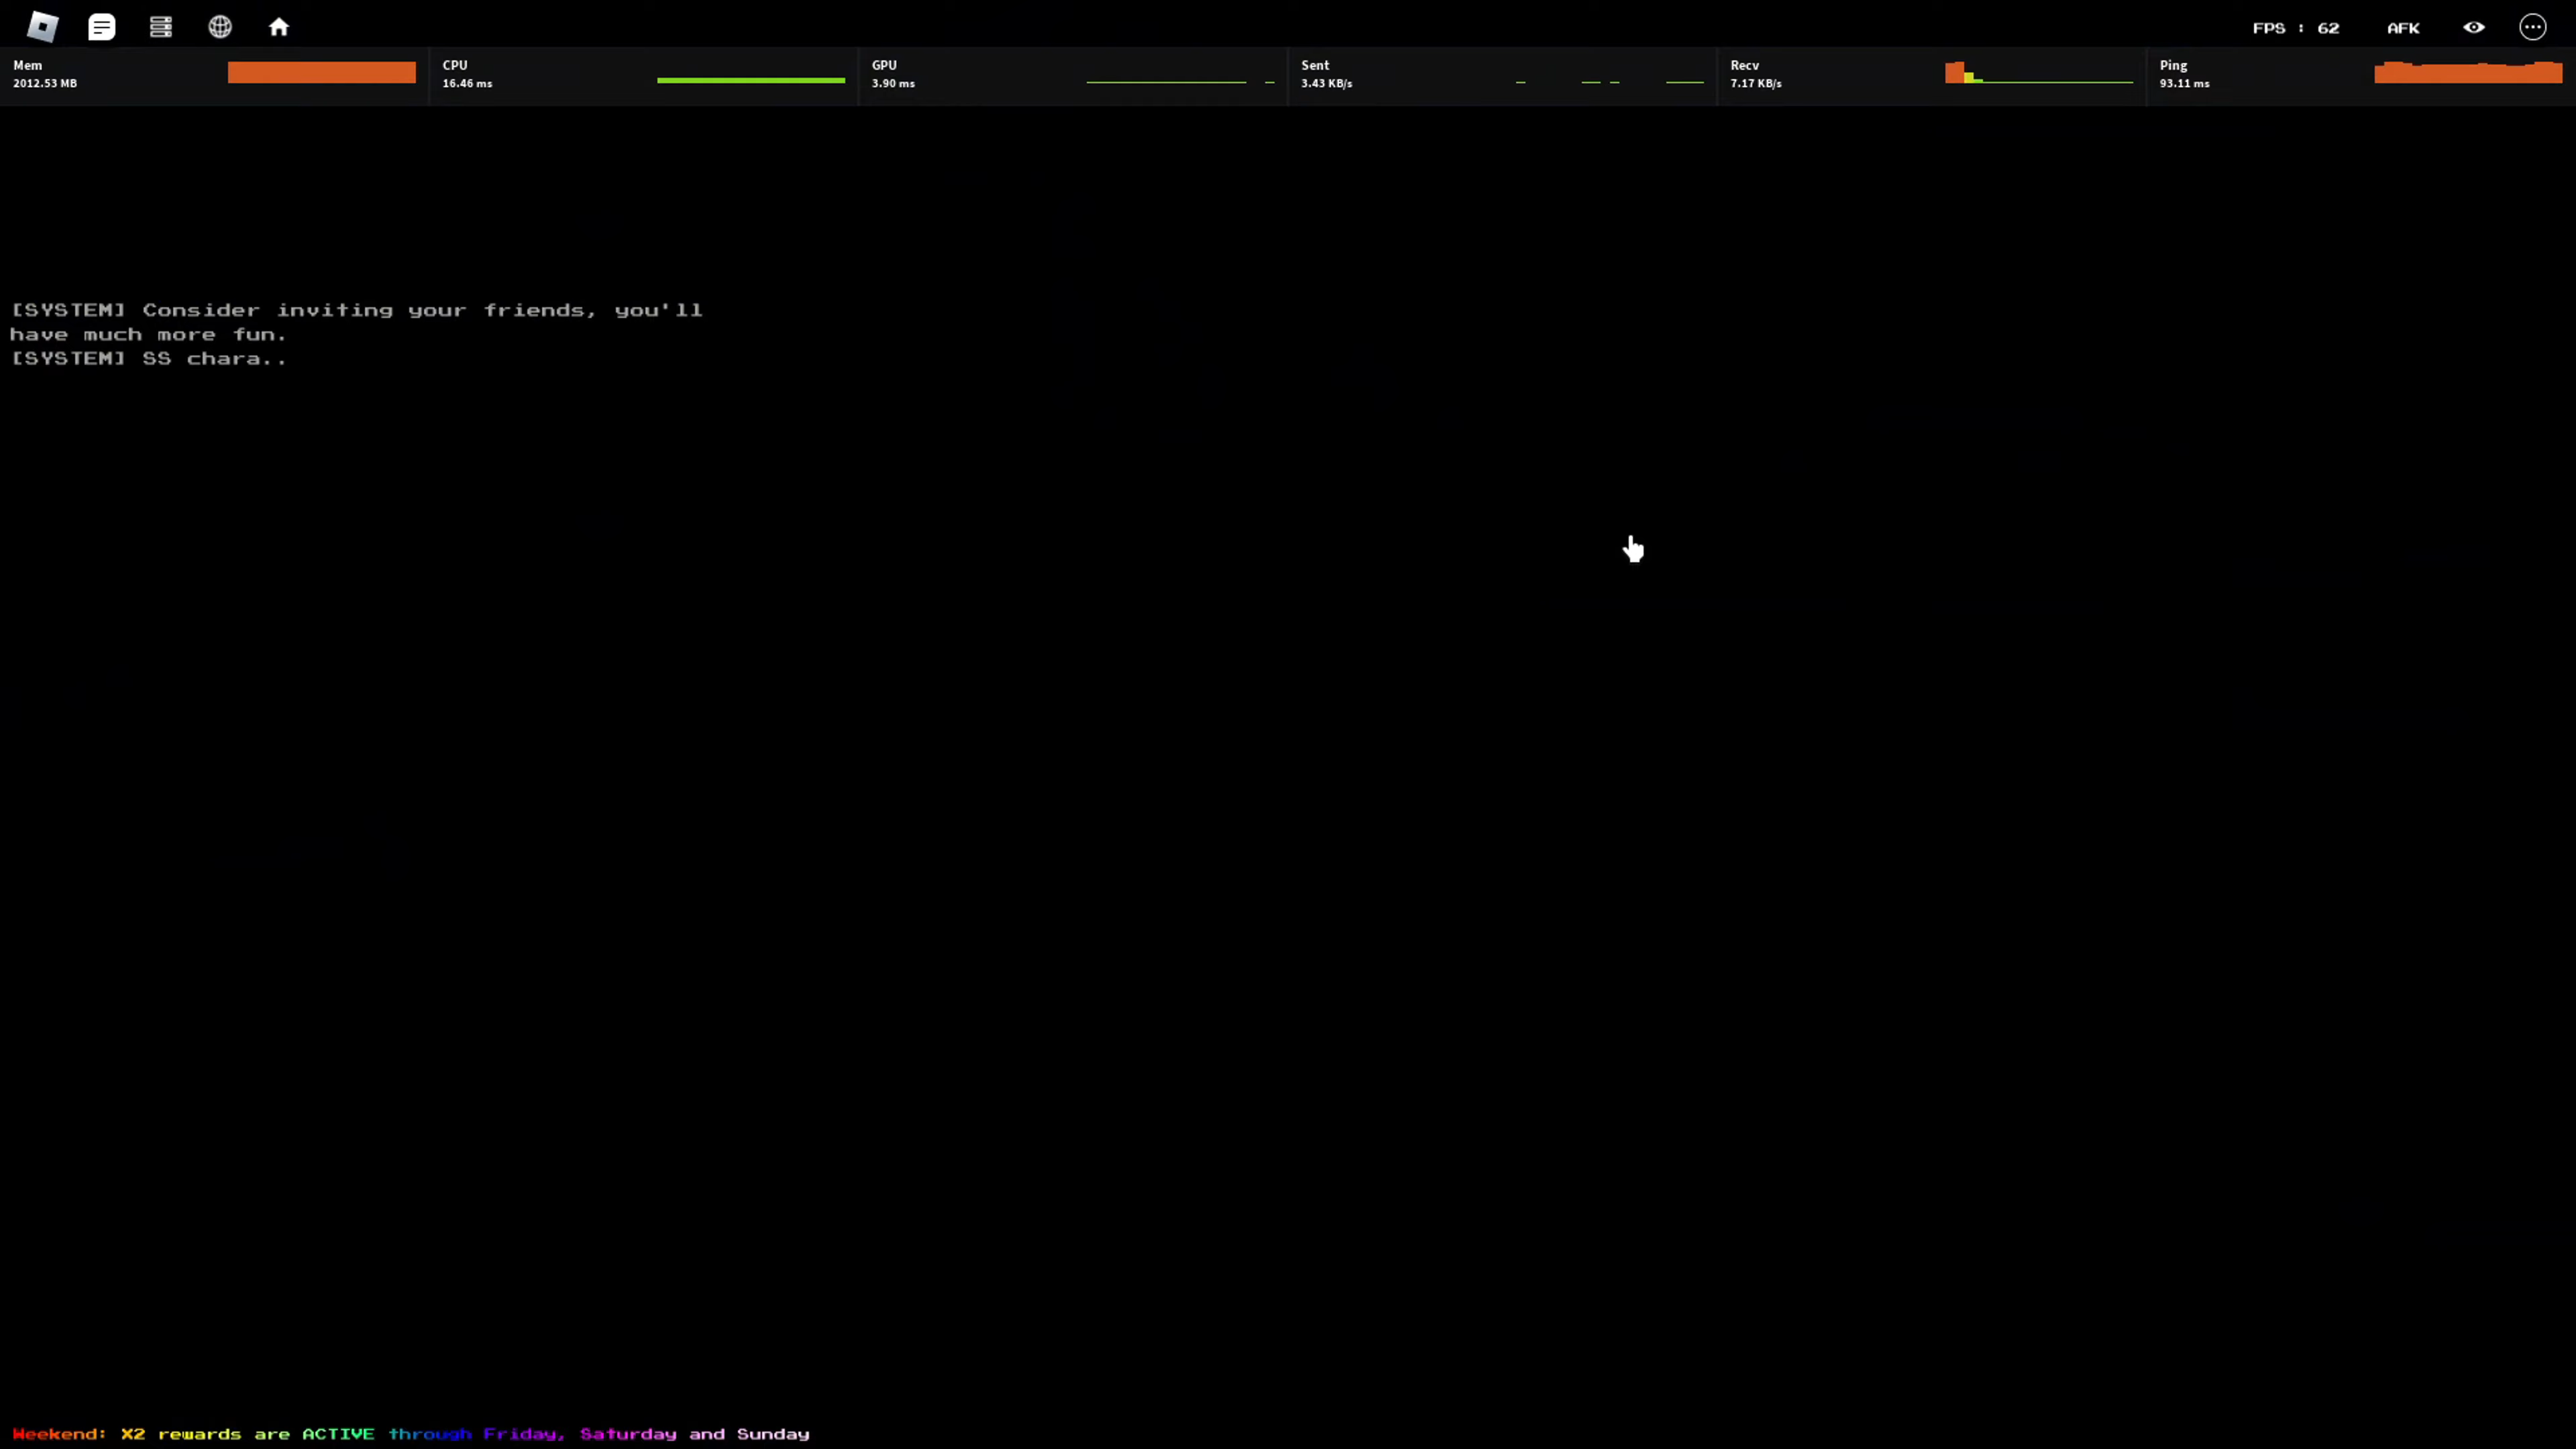 FPS : 62 AFK
Mem CPU GPU Sent Recv Ping
2012.53 MB 16.46 ms 3.90 ms 3.43 KB/s 7.17 KB/s 93.11 ms
[SYSTEM] Consider inviting your friends, you'll
have much more fun.
[SYSTEM] SS chara..
Weekend: X2 rewards are ACTIVE through Friday, Saturday and Sunday